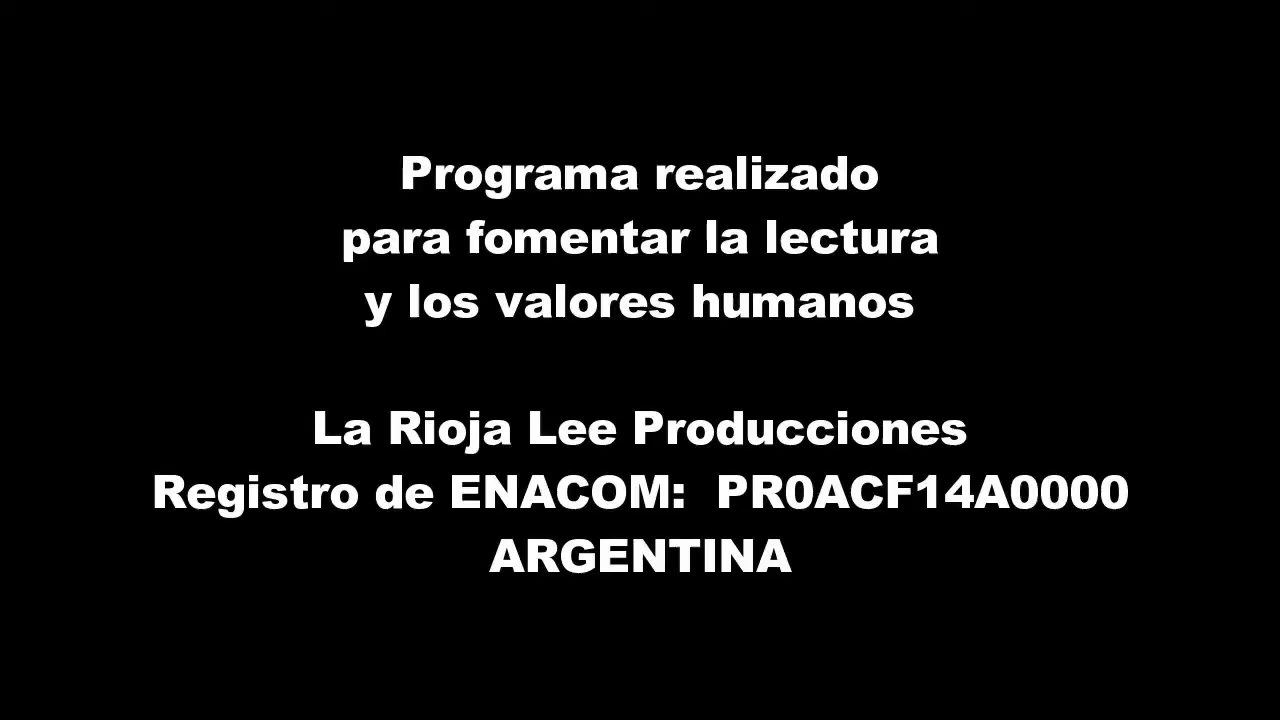 Programa realizado
para fomentar la lectura
y los valores humanos
La Rioja Lee Producciones
Registro de ENACOM:  PR0ACF14A0000
ARGENTINA